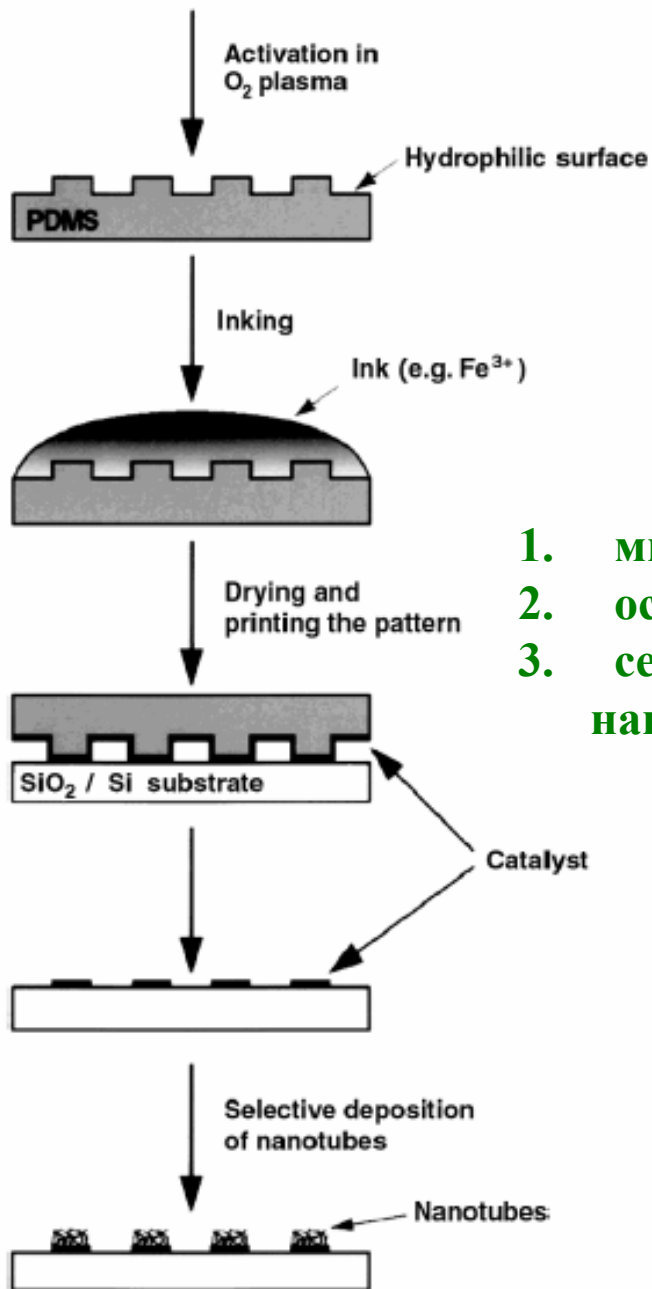 Activation in
O₂ plasma
Hydrophilic surface
PDMS
Inking
Ink (e.g. Fe³⁺)
Drying and
printing the pattern
1.
2.
3.
SiO₂ / Si substrate
Catalyst
Selective deposition
of nanotubes
Nanotubes